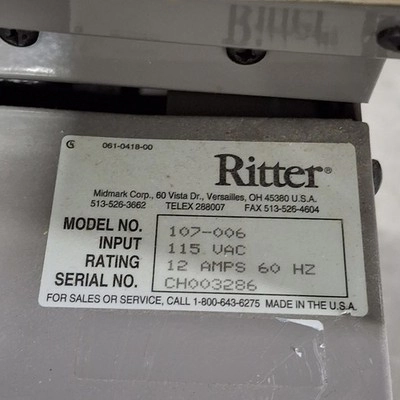 Ritter
061-0418-00
Ritter®
Midmark Corp., 60 Vista Dr., Versailles, OH 45380 U.S.A.
513-526-3662 TELEX 288007 FAX 513-526-4604
MODEL NO. 107-006
INPUT 115 VAC
RATING 12 AMPS 60 HZ
SERIAL NO. CH003286
FOR SALES OR SERVICE, CALL 1-800-643-6275 MADE IN THE U.S.A.